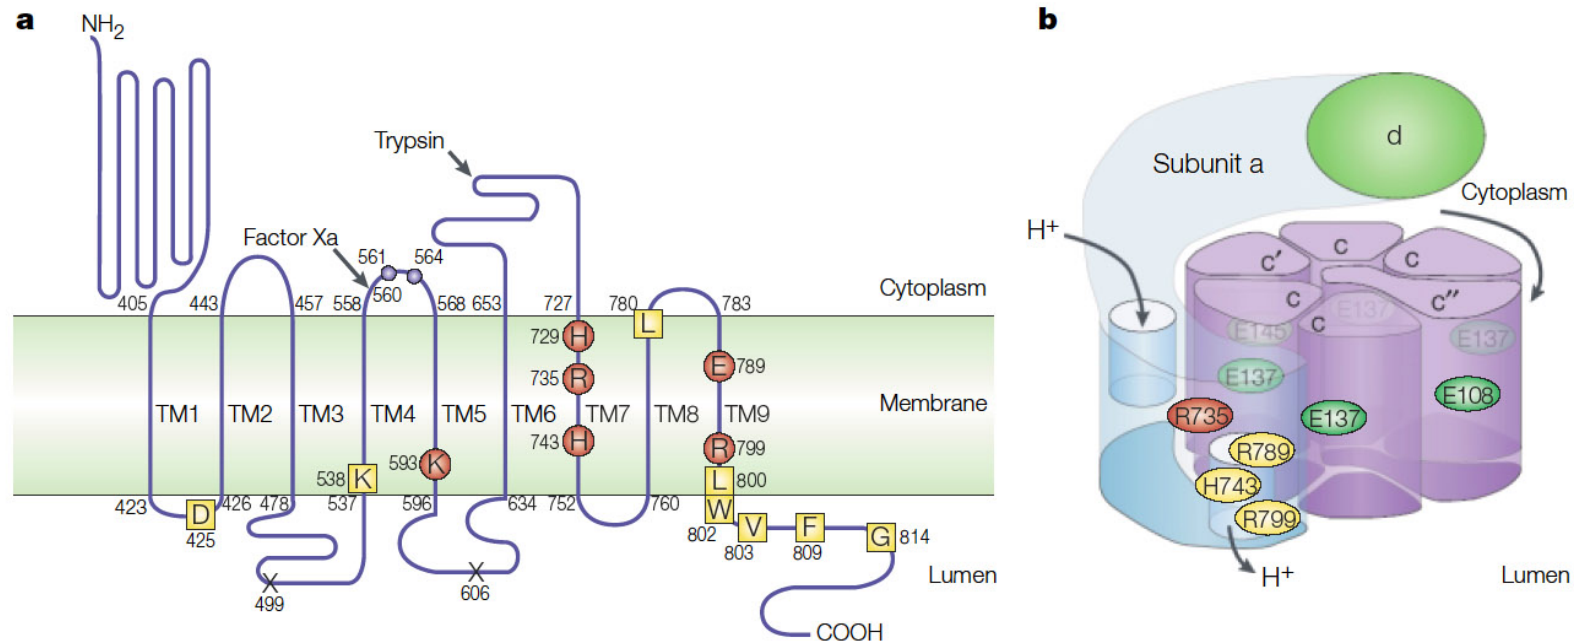 a
NH2
Trypsin
Factor Xa
561
564
560
405
443
457
558
568
653
727
780
783
Cytoplasm
L
729
H
735
R
E
789
TM1
TM2
TM3
TM4
TM5
TM6
TM7
TM8
TM9
Membrane
743
H
R
799
593
K
538
K
L
800
423
D
426
478
537
596
634
752
760
W
425
802
V
803
F
809
G
814
X
499
X
606
Lumen
COOH
b
d
Subunit a
Cytoplasm
H+
c′
c
c
c
c″
c
E137
E145
E137
E137
E108
R735
E137
R789
H743
R799
H+
Lumen